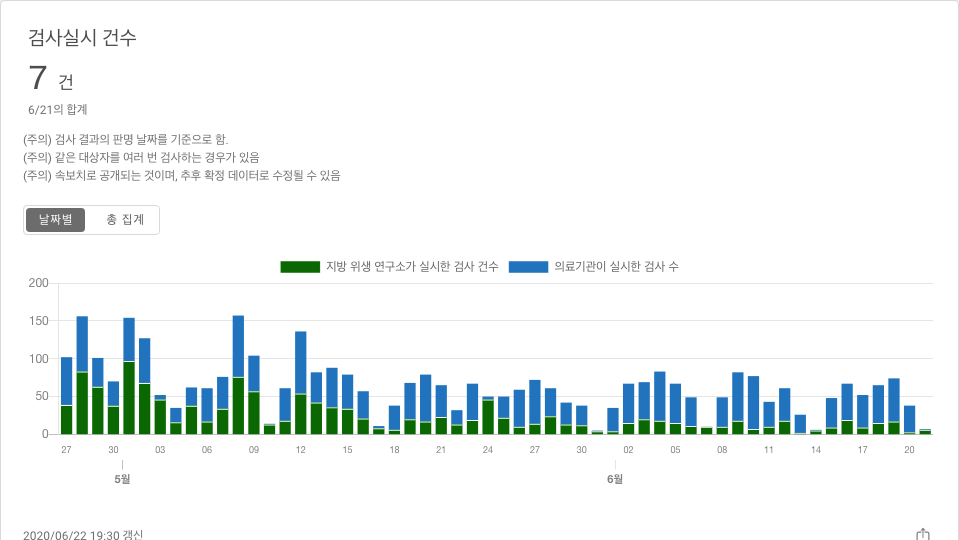 검사실시 건수
7 건
6/21의 합계
(주의) 검사 결과의 판명 날짜를 기준으로 함.
(주의) 같은 대상자를 여러 번 검사하는 경우가 있음
(주의) 속보치로 공개되는 것이며, 추후 확정 데이터로 수정될 수 있음
날짜별 총 집계
지방 위생 연구소가 실시한 검사 건수 의료기관이 실시한 검사 수
200
150
100
50
0
27 30 03 06 09 12 15 18 21 24 27 30 02 05 08 11 14 17 20
5월 6월
2020/06/22 19:30 갱신